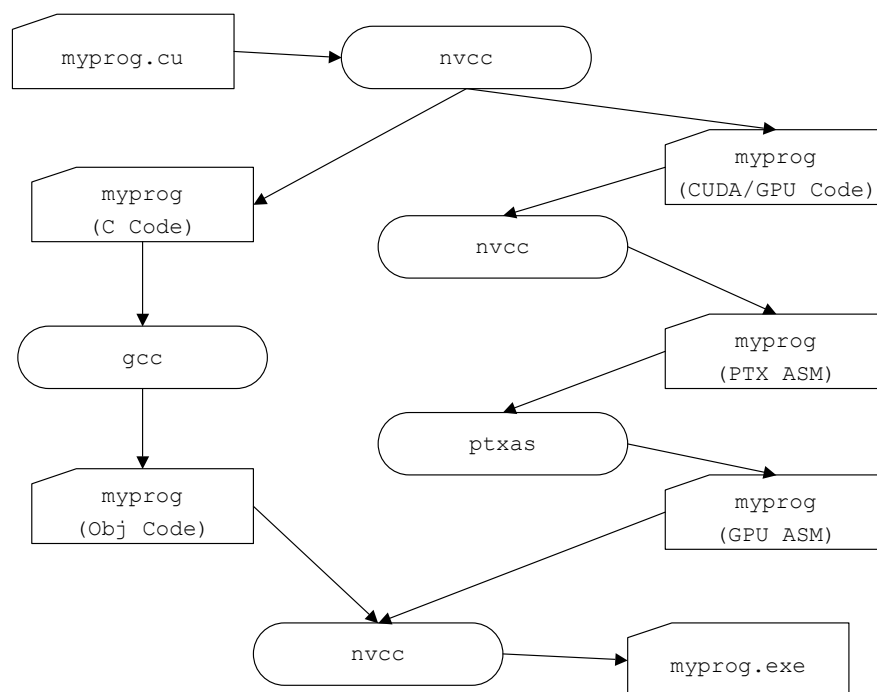 myprog.cu
nvcc
myprog
(CUDA/GPU Code)
myprog
(C Code)
nvcc
myprog
(PTX ASM)
gcc
ptxas
myprog
(Obj Code)
myprog
(GPU ASM)
nvcc
myprog.exe